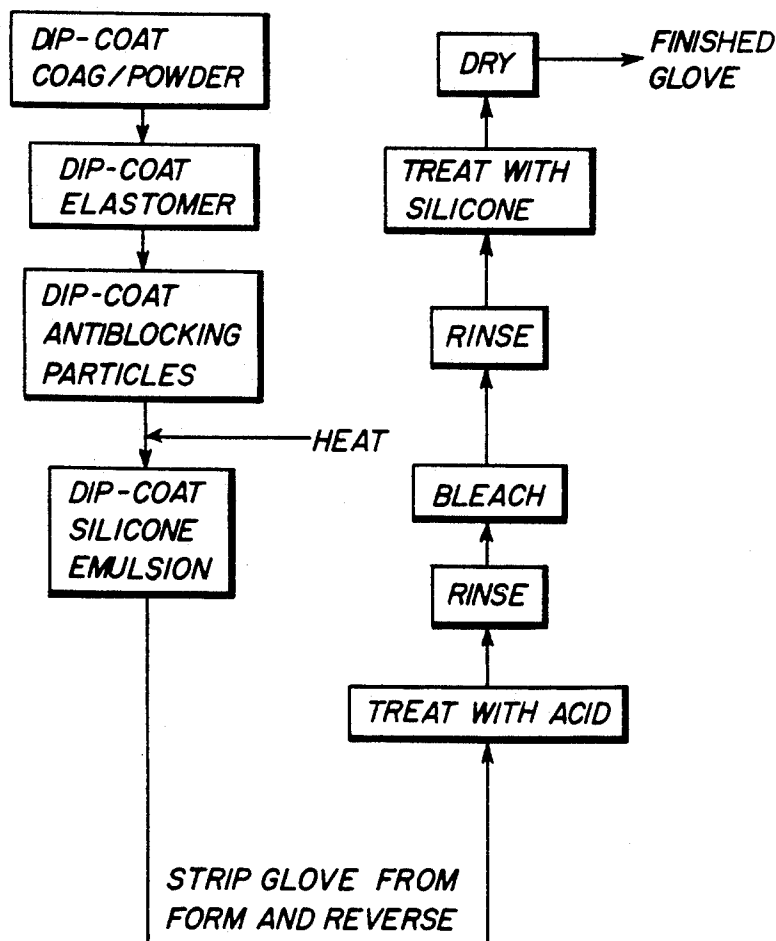 DIP-COAT
COAG/POWDER
DIP-COAT
ELASTOMER
DIP-COAT
ANTIBLOCKING
PARTICLES
HEAT
DIP-COAT
SILICONE
EMULSION
STRIP GLOVE FROM
FORM AND REVERSE
TREAT WITH ACID
RINSE
BLEACH
RINSE
TREAT WITH
SILICONE
DRY
FINISHED
GLOVE